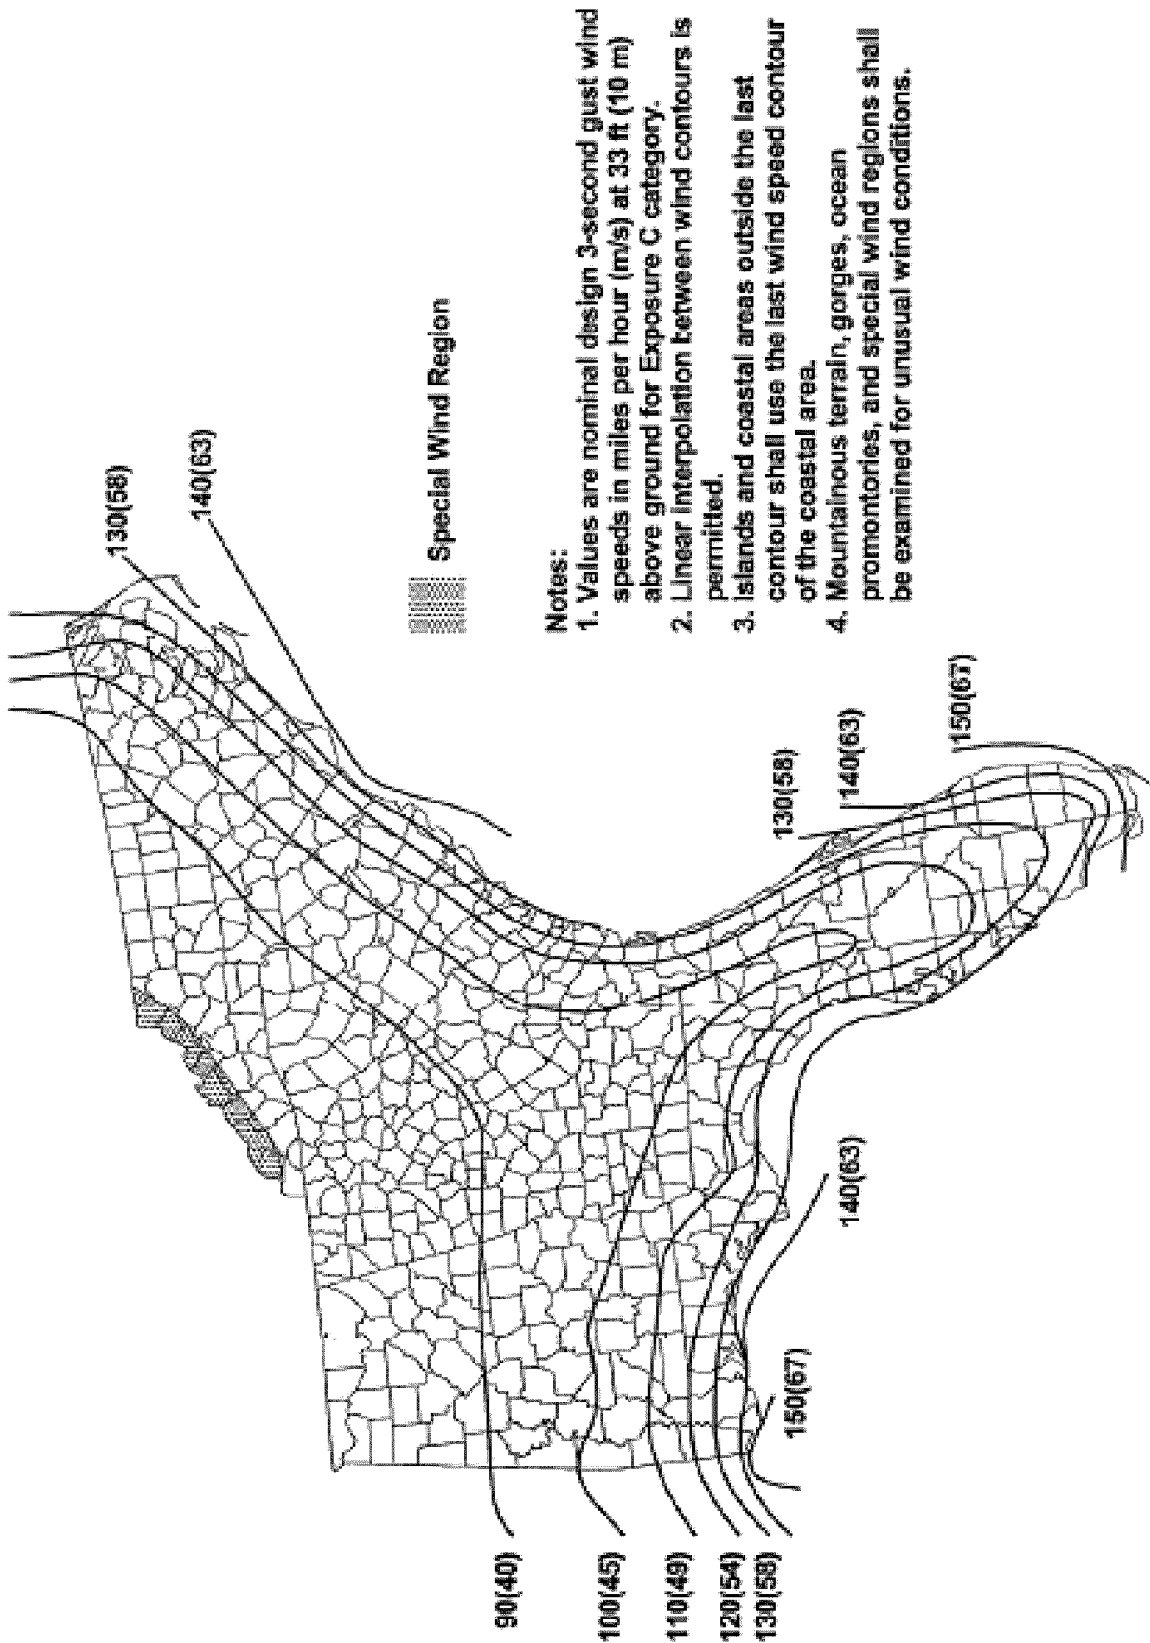 130(58)
140(63)
Special Wind Region
Notes:
1. Values are nominal design 3-second gust wind
speeds in miles per hour (m/s) at 33 ft (10 m)
above ground for Exposure C category.
2. Linear interpolation between wind contours is
permitted.
3. Islands and coastal areas outside the last
contour shall use the last wind speed contour
of the coastal area.
4. Mountainous terrain, gorges, ocean
promontories, and special wind regions shall
be examined for unusual wind conditions.
90(40)
100(45)
110(49)
120(54)
130(58)
150(67)
140(63)
130(58)
140(63)
150(67)